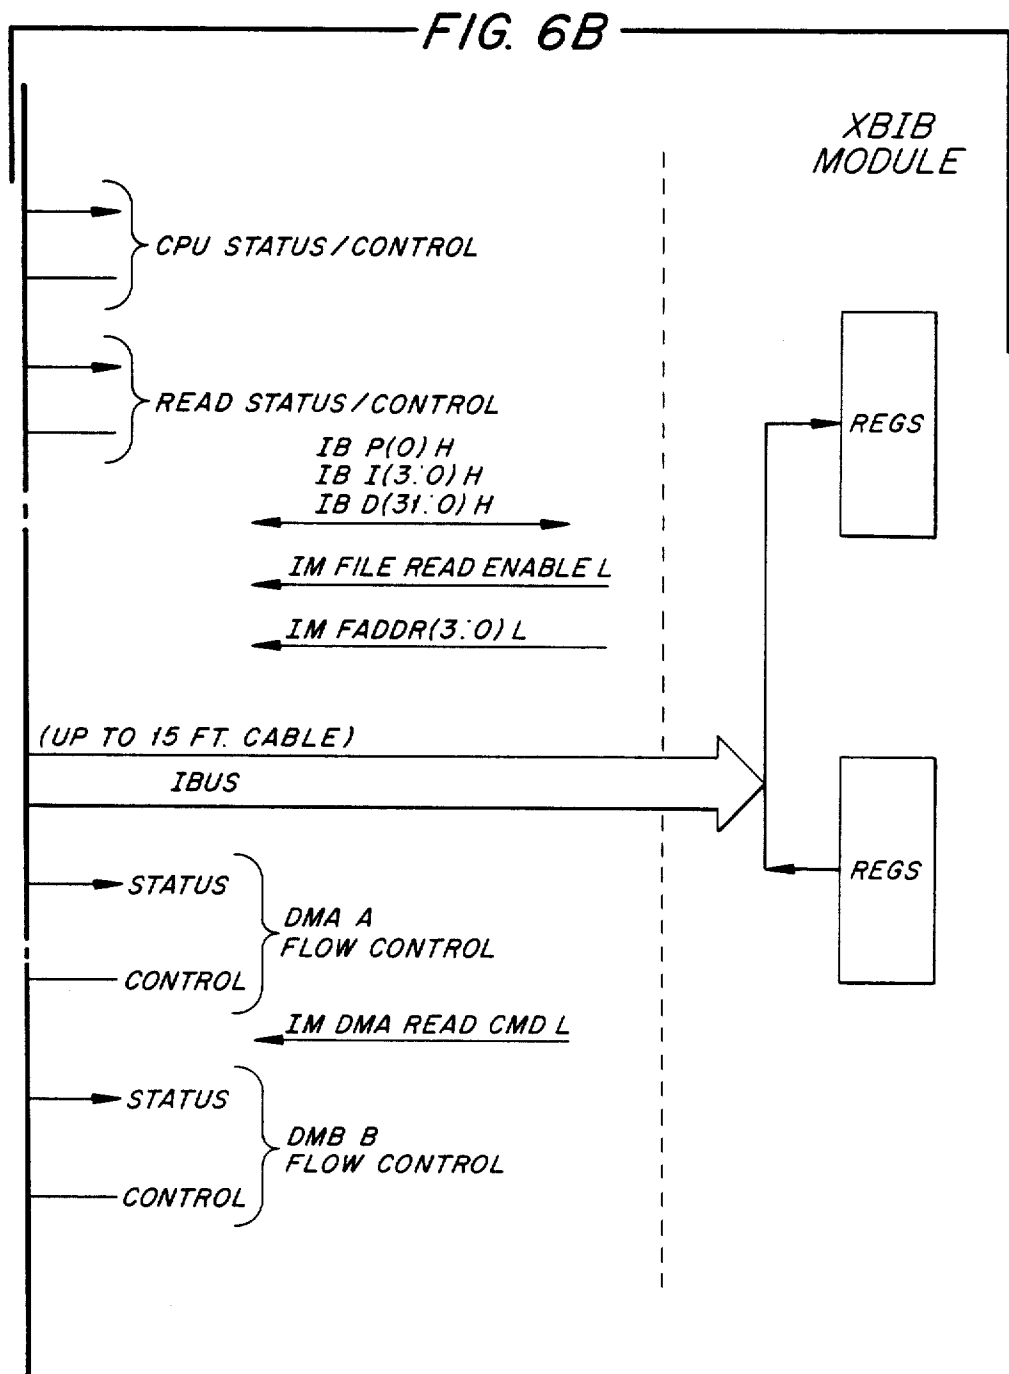 FIG. 6B
XBIB
MODULE
CPU STATUS/CONTROL
READ STATUS/CONTROL
IB P(0) H
IB I(3:0) H
IB D(31:0) H
REGS
IM FILE READ ENABLE L
IM FADDR(3:0) L
(UP TO 15 FT. CABLE)
IBUS
REGS
STATUS
DMA A
FLOW CONTROL
CONTROL
IM DMA READ CMD L
STATUS
DMB B
FLOW CONTROL
CONTROL